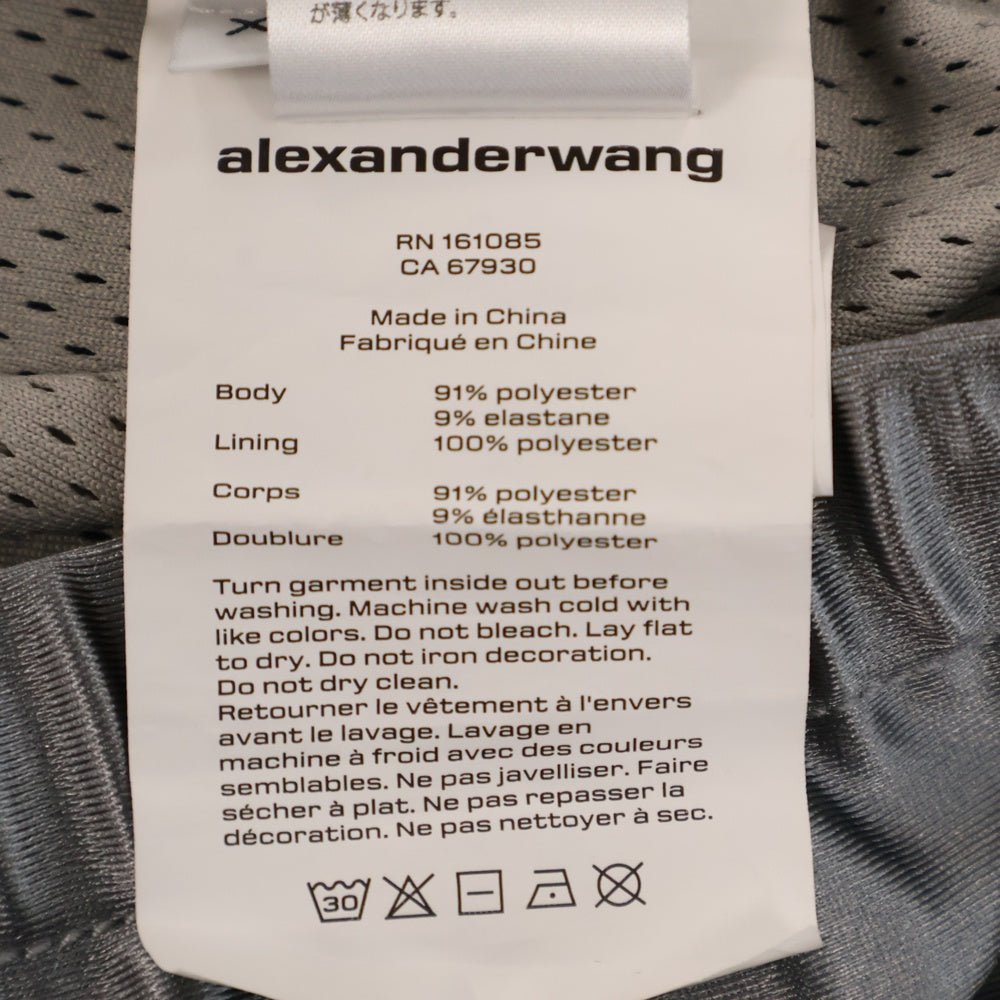 が薄くなります。
alexanderwang
RN 161085
CA 67930
Made in China
Fabriqué en Chine
Body 91% polyester
9% elastane
Lining 100% polyester
Corps 91% polyester
9% élasthanne
Doublure 100% polyester
Turn garment inside out before
washing. Machine wash cold with
like colors. Do not bleach. Lay flat
to dry. Do not iron decoration.
Do not dry clean.
Retourner le vêtement à l'envers
avant le lavage. Lavage en
machine à froid avec des couleurs
semblables. Ne pas javelliser. Faire
sécher à plat. Ne pas repasser la
décoration. Ne pas nettoyer à sec.
30